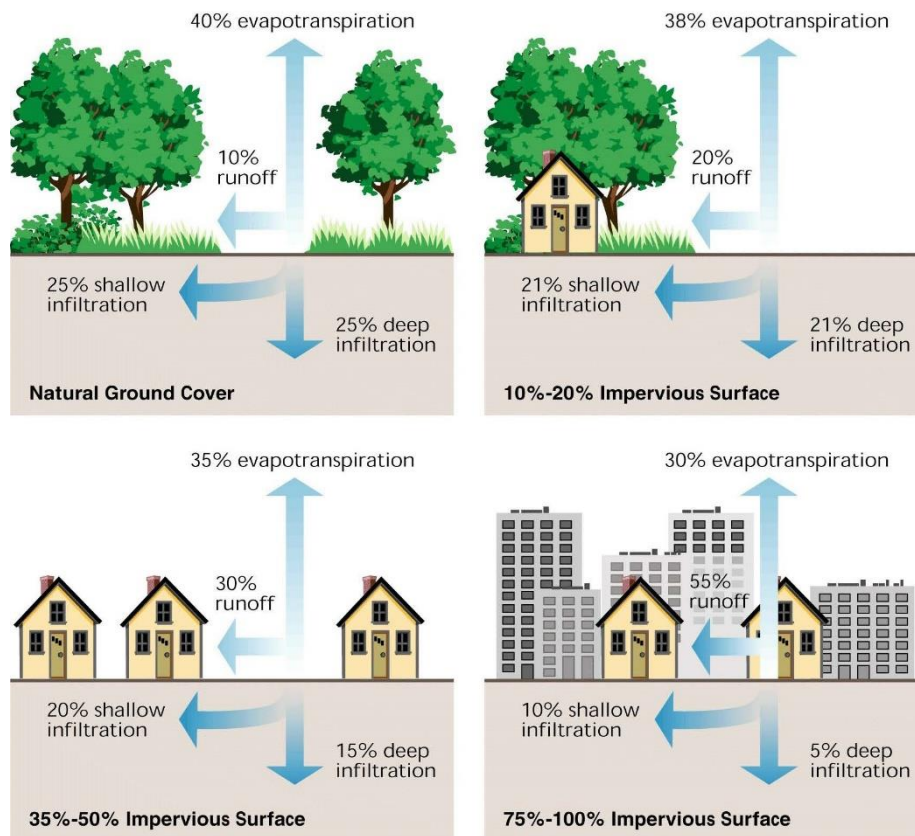 40% evapotranspiration
10%
runoff
25% shallow
infiltration
25% deep
infiltration
Natural Ground Cover
38% evapotranspiration
20%
runoff
21% shallow
infiltration
21% deep
infiltration
10%-20% Impervious Surface
35% evapotranspiration
30%
runoff
20% shallow
infiltration
15% deep
infiltration
35%-50% Impervious Surface
30% evapotranspiration
55%
runoff
10% shallow
infiltration
5% deep
infiltration
75%-100% Impervious Surface